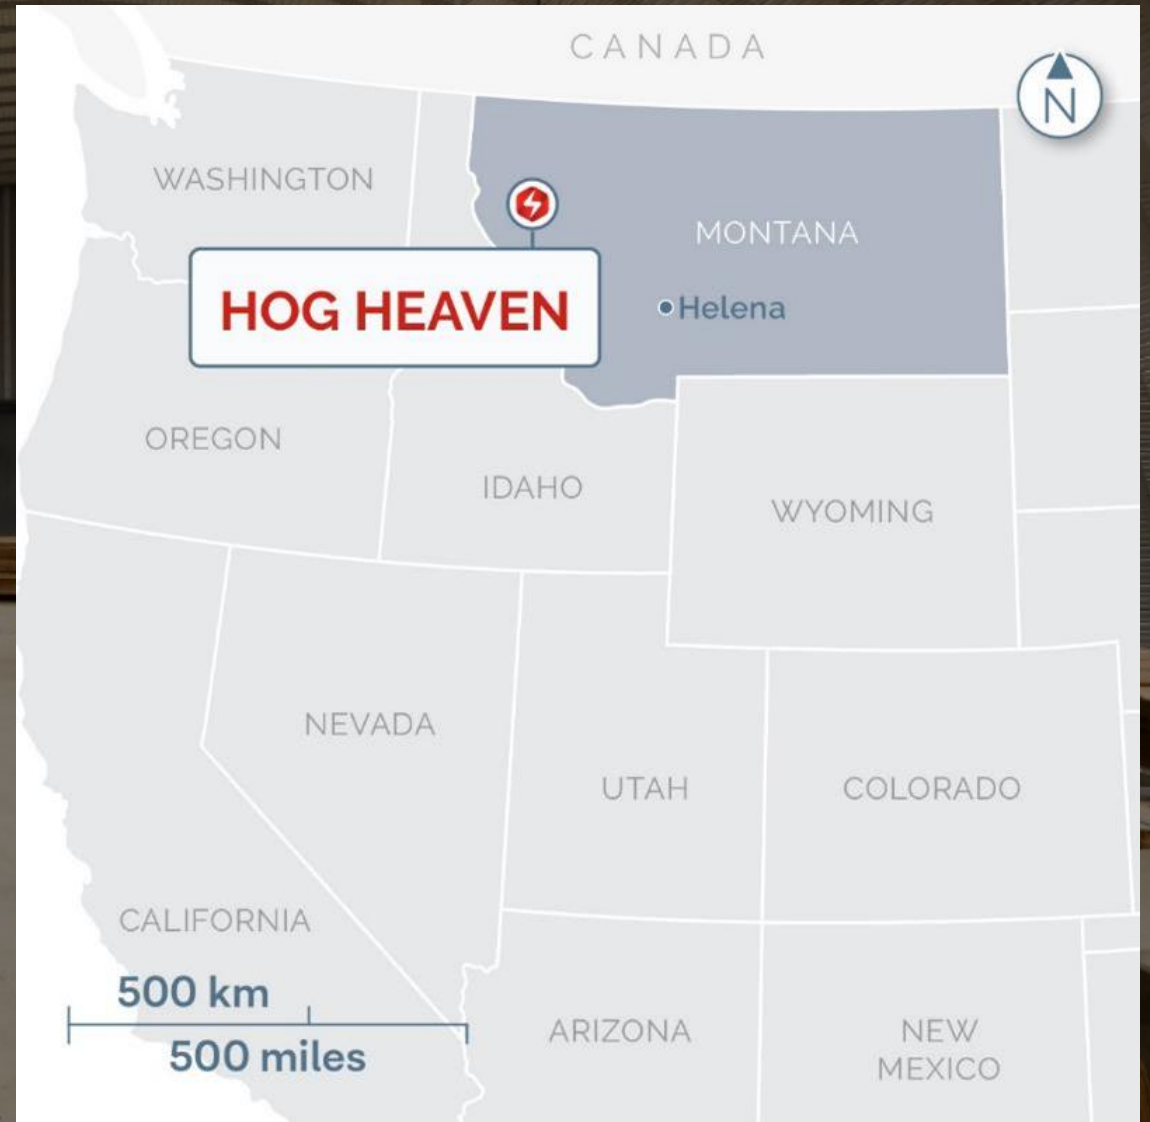 CANADA
N
WASHINGTON
MONTANA
HOG HEAVEN
Helena
OREGON
IDAHO
WYOMING
NEVADA
UTAH
COLORADO
CALIFORNIA
500 km
500 miles
ARIZONA
NEW
MEXICO